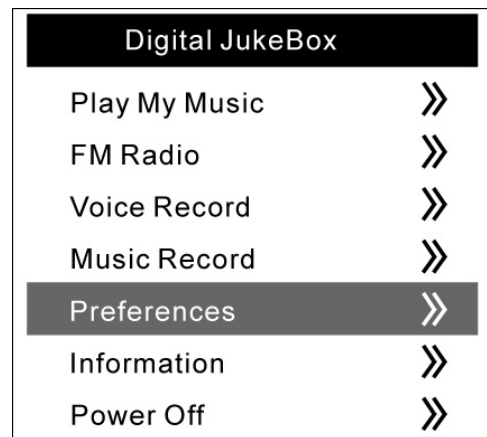 Digital JukeBox
Play My Music
FM Radio
Voice Record
Music Record
Preferences
Information
Power Off